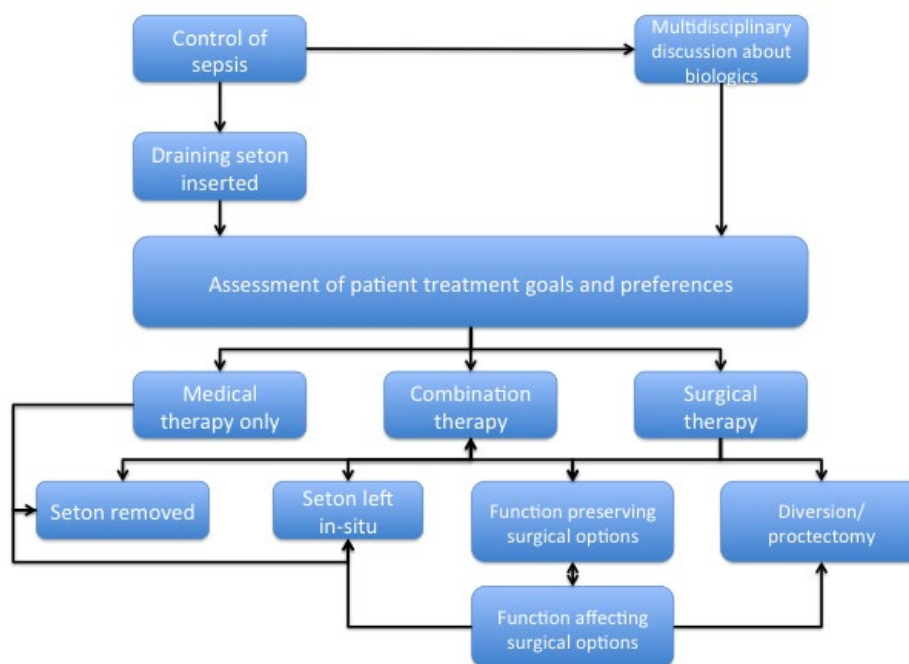 Control of
sepsis
Multidisciplinary
discussion about
biologics
Draining seton
inserted
Assessment of patient treatment goals and preferences
Medical
therapy only
Combination
therapy
Surgical
therapy
Seton removed
Seton left
in-situ
Function preserving
surgical options
Diversion/
proctectomy
Function affecting
surgical options